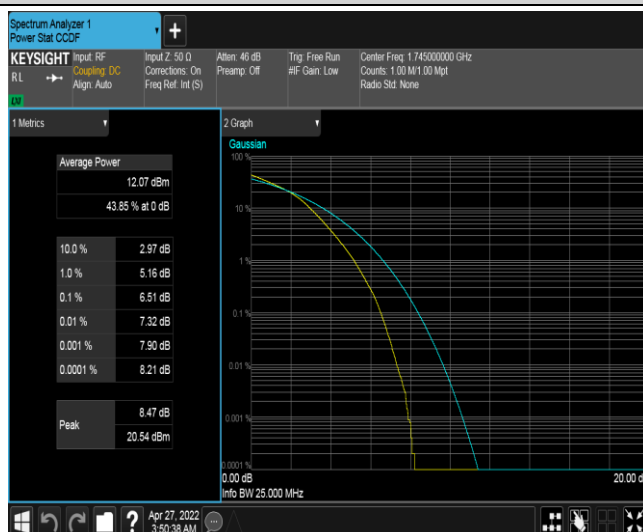 Spectrum Analyzer 1
Power Stat CCDF
KEYSIGHT
RL
Input: RF
Coupling: DC
Align: Auto
Input Z: 50 Ω
Corrections: On
Freq Ref: Int (S)
Atten: 46 dB
Preamp: Off
Trig: Free Run
#IF Gain: Low
Center Freq: 1.745000000 GHz
Counts: 1.00 M/1.00 Mpt
Radio Std: None
1 Metrics
Average Power
12.07 dBm
43.85 % at 0 dB
10.0 % 2.97 dB
1.0 % 5.16 dB
0.1 % 6.51 dB
0.01 % 7.32 dB
0.001 % 7.90 dB
0.0001 % 8.21 dB
Peak
8.47 dB
20.54 dBm
2 Graph
Gaussian
100 %
10 %
1 %
0.1 %
0.01 %
0.001 %
0.0001 %
0.00 dB
20.00 d
Info BW 25.000 MHz
?
Apr 27, 2022
3:50:38 AM